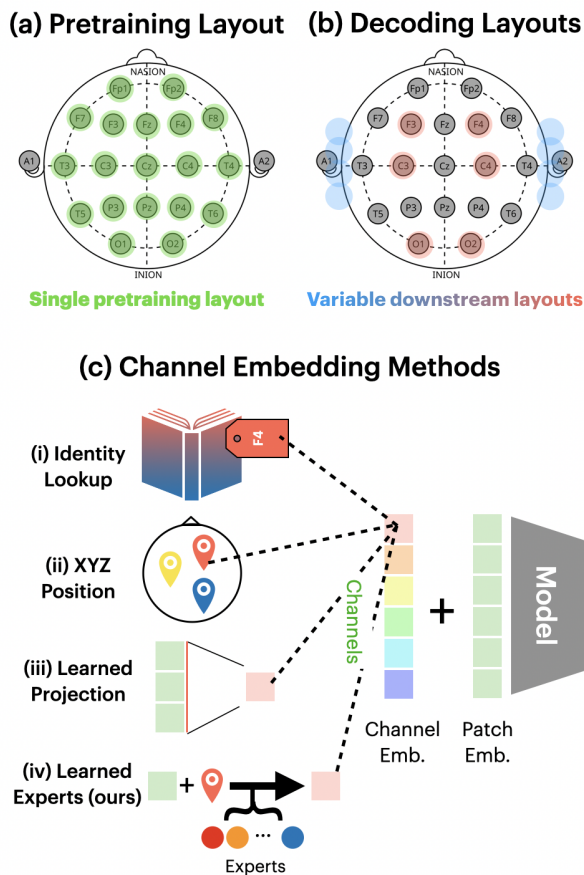 (a) Pretraining Layout
NASION
Fp1 Fp2
F7 F3 Fz F4 F8
A1 T3 C3 Cz C4 T4 A2
T5 P3 Pz P4 T6
O1 O2
INION
Single pretraining layout
(b) Decoding Layouts
NASION
Fp1 Fp2
F7 F3 Fz F4 F8
A1 T3 C3 Cz C4 T4 A2
T5 P3 Pz P4 T6
O1 O2
INION
Variable downstream layouts
(c) Channel Embedding Methods
(i) Identity
Lookup
F4
(ii) XYZ
Position
(iii) Learned
Projection
(iv) Learned
Experts (ours)
+
...
Experts
Channels
Channel
Emb.
+
Patch
Emb.
Model